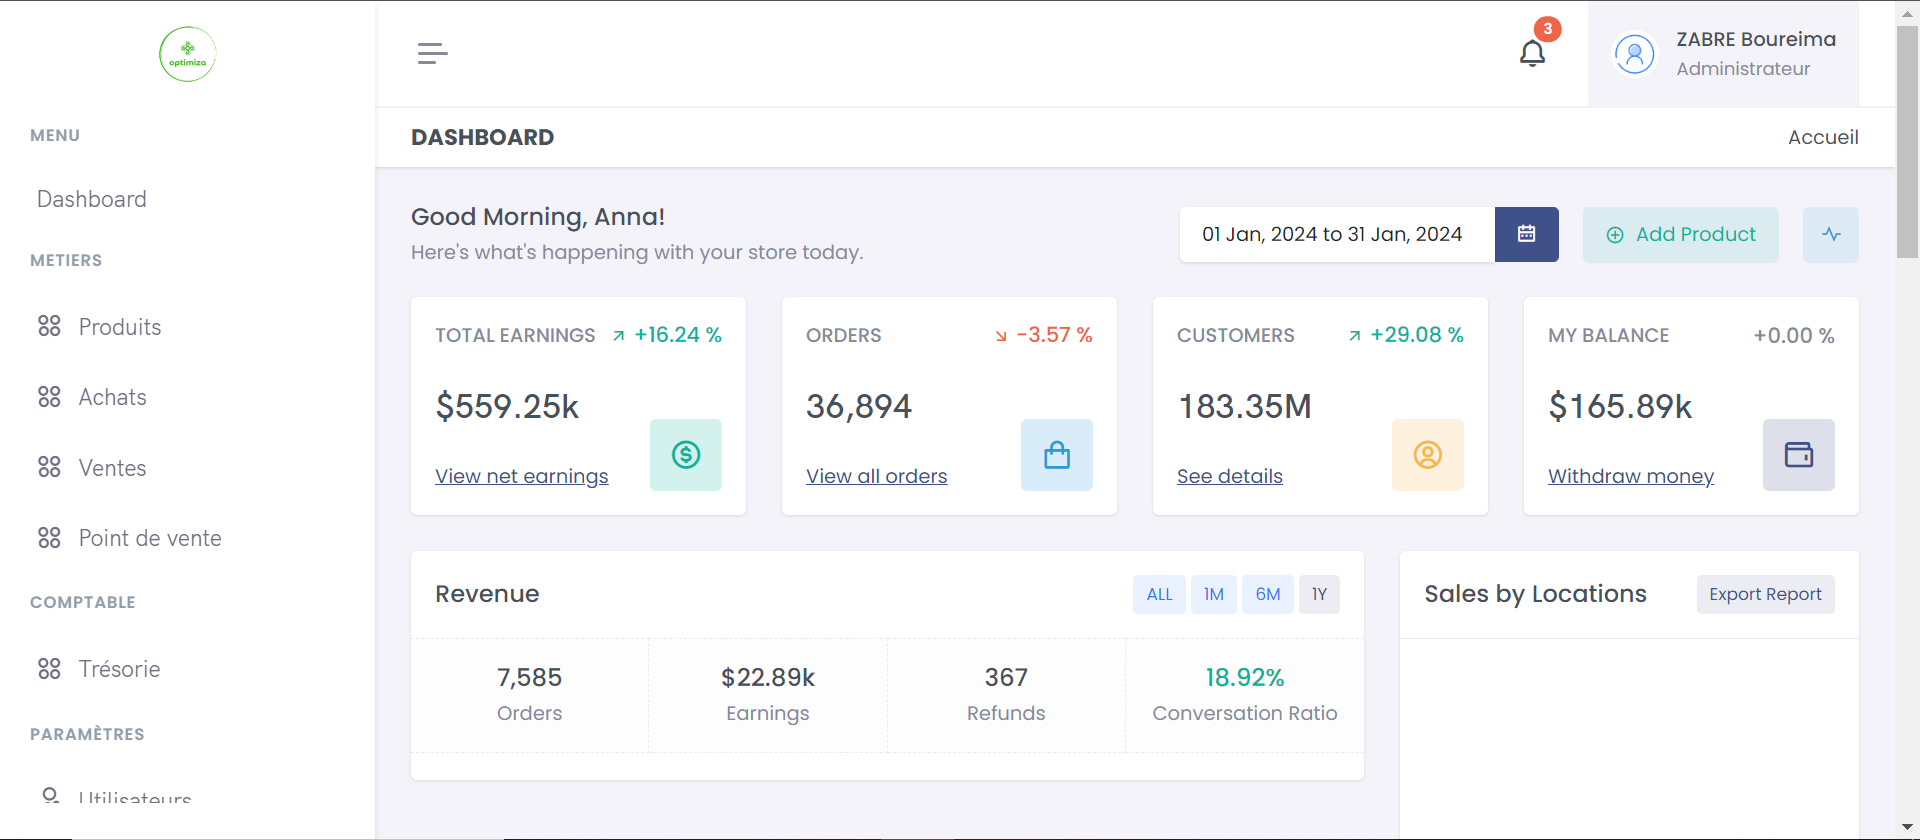 optimiza
MENU
Dashboard
METIERS
Produits
Achats
Ventes
Point de vente
COMPTABLE
Trésorie
PARAMÈTRES
Utilisateurs
3
ZABRE Boureima
Administrateur
DASHBOARD
Accueil
Good Morning, Anna!
Here's what's happening with your store today.
01 Jan, 2024 to 31 Jan, 2024
Add Product
TOTAL EARNINGS +16.24 %
$559.25k
View net earnings
ORDERS -3.57 %
36,894
View all orders
CUSTOMERS +29.08 %
183.35M
See details
MY BALANCE +0.00 %
$165.89k
Withdraw money
Revenue
ALL 1M 6M 1Y
7,585
Orders
$22.89k
Earnings
367
Refunds
18.92%
Conversation Ratio
Sales by Locations
Export Report